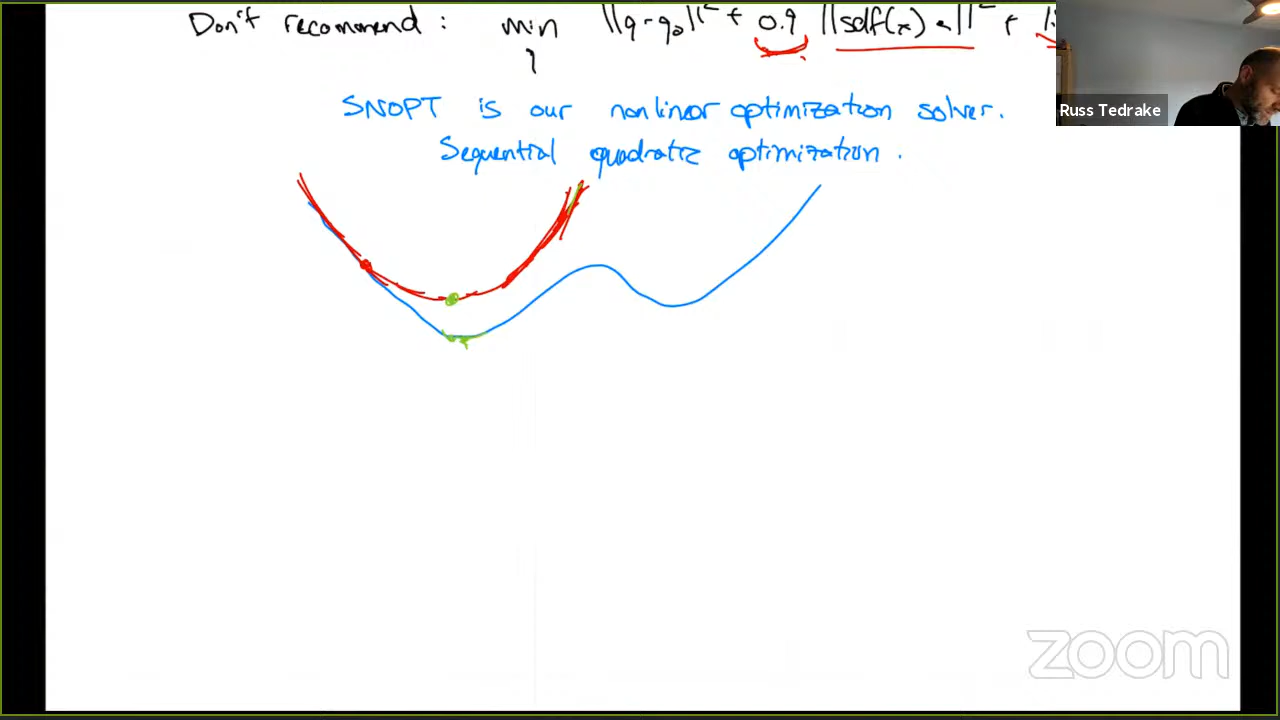 Don't recommend : min ||q-q₀||² + 0.9 ||sdf(x) ||² +
q
Russ Tedrake
SNOPT is our nonlinear optimization solver.
Sequential quadratic optimization .
zoom